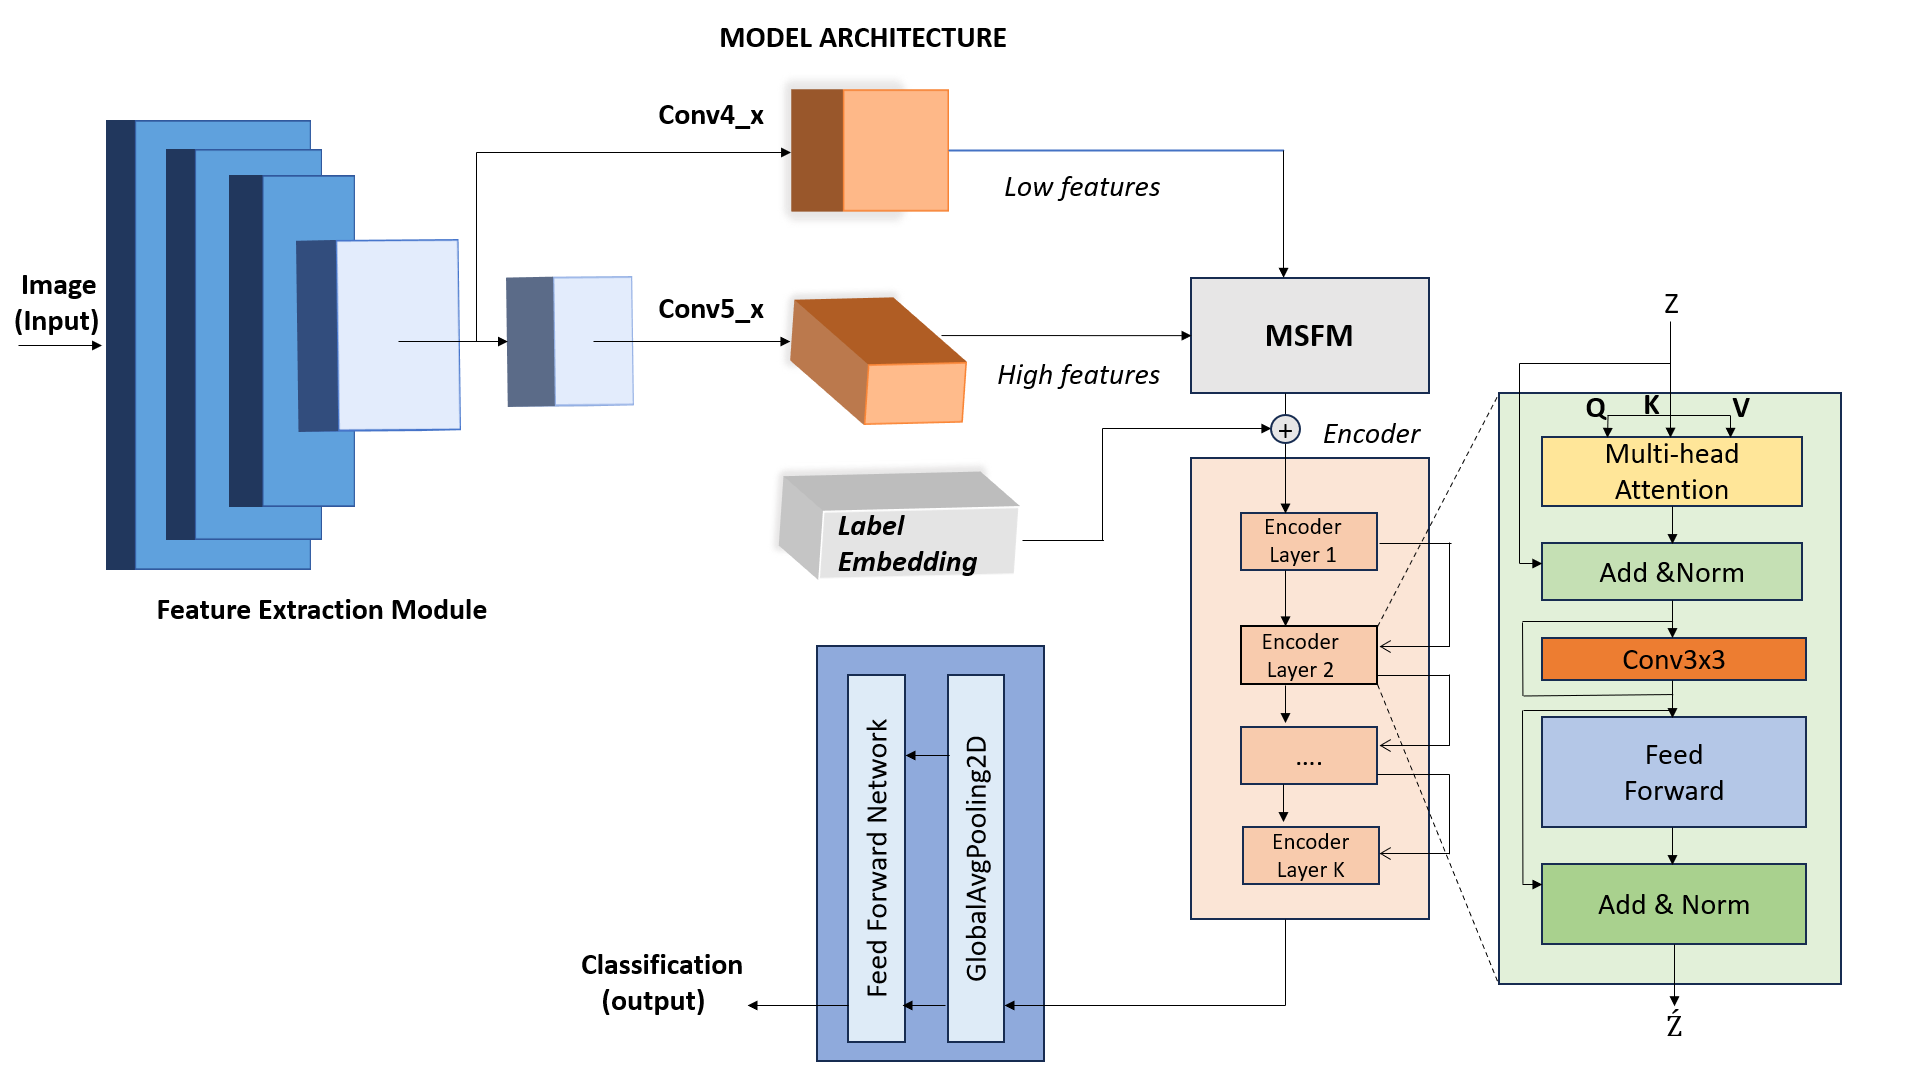 MODEL ARCHITECTURE
Conv4_x
Low features
Image
(Input)
Conv5_x
High features
MSFM
Z
Q K V
+
Encoder
Multi-head
Attention
Label
Embedding
Encoder
Layer 1
Add &Norm
Feature Extraction Module
Encoder
Layer 2
Conv3x3
....
Feed
Forward
Encoder
Layer K
Add & Norm
Feed Forward Network
GlobalAvgPooling2D
Classification
(output)
Ź